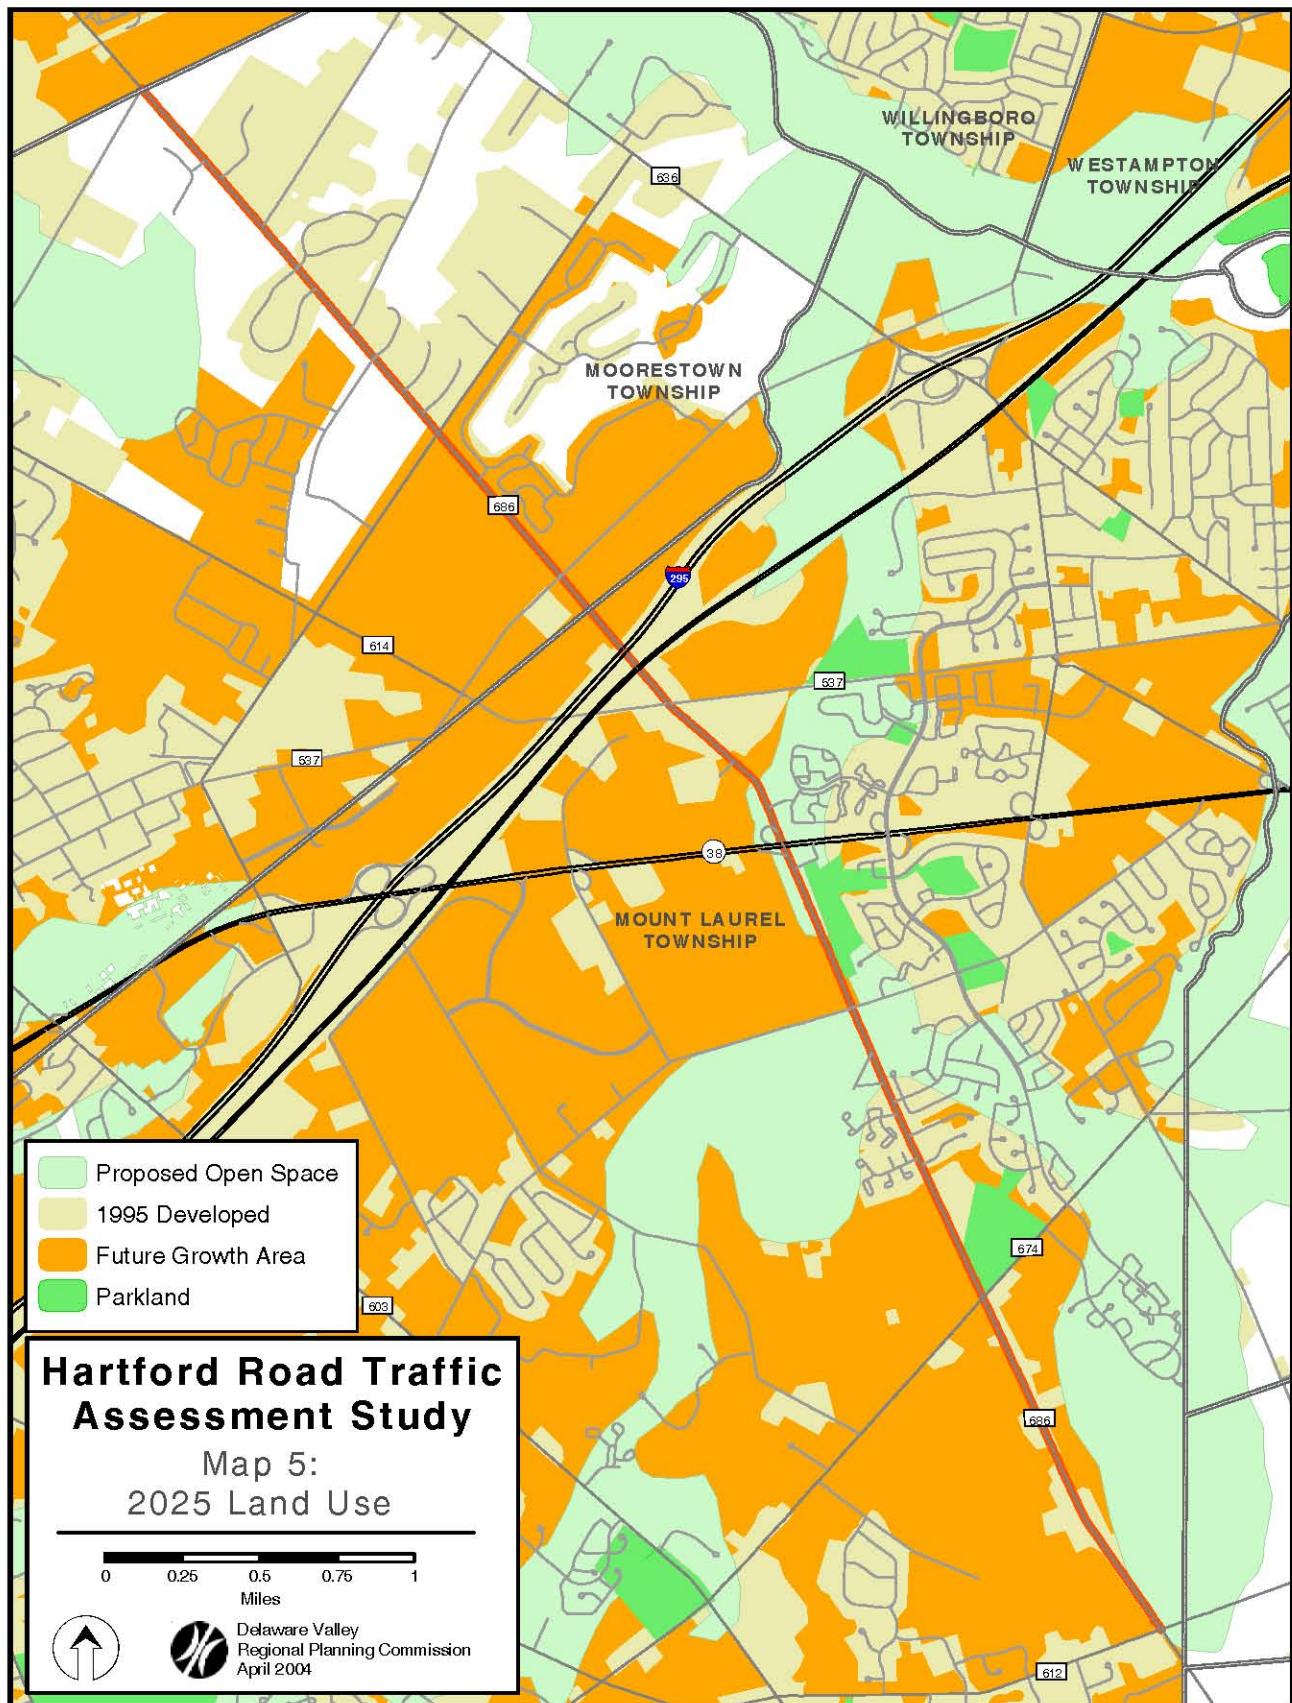 WILLINGBORO
TOWNSHIP
WESTAMPTON
TOWNSHIP
636
MOORESTOWN
TOWNSHIP
686
295
614
537
537
38
MOUNT LAUREL
TOWNSHIP
Proposed Open Space
1995 Developed
Future Growth Area
Parkland
674
603
Hartford Road Traffic
Assessment Study
Map 5:
2025 Land Use
686
0 0.25 0.5 0.75 1
Miles
Delaware Valley
Regional Planning Commission
April 2004
612